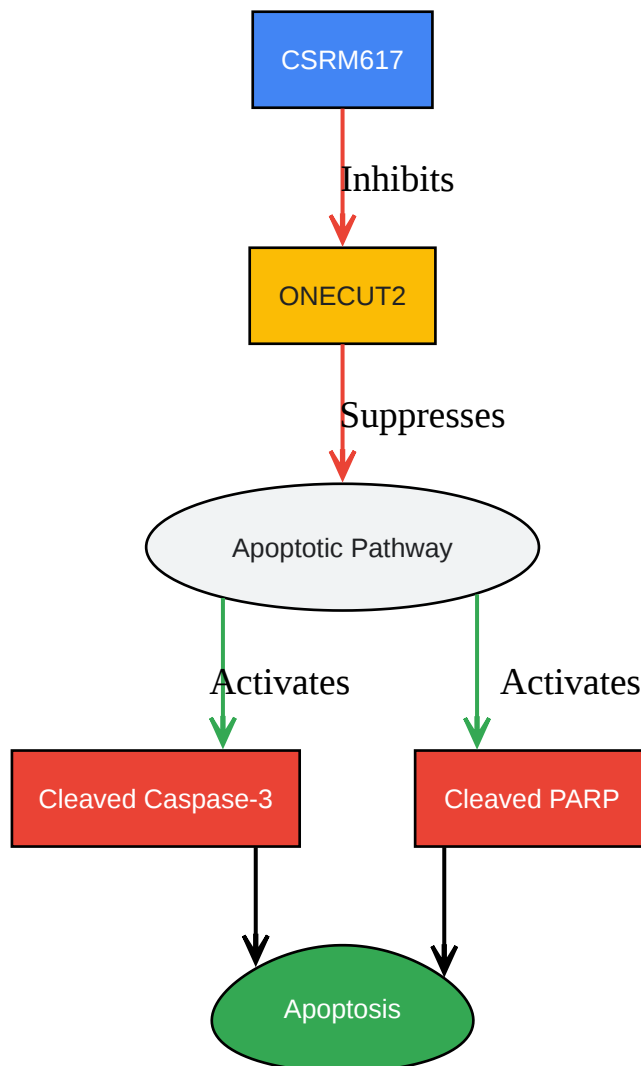 CSRM617
Inhibits
ONECUT2
Suppresses
Apoptotic Pathway
Activates
Activates
Cleaved Caspase-3
Cleaved PARP
Apoptosis